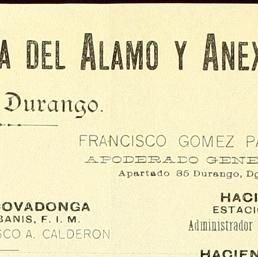 A DEL ALAMO Y ANEX
Durango.
FRANCISCO GOMEZ PA
APODERADO GENE
Apartado 85 Durango, Dg
COVADONGA
BANIS, F. I. M.
SCO A. CALDERON
HACI
ESTACIO
Administrador
HACIEN